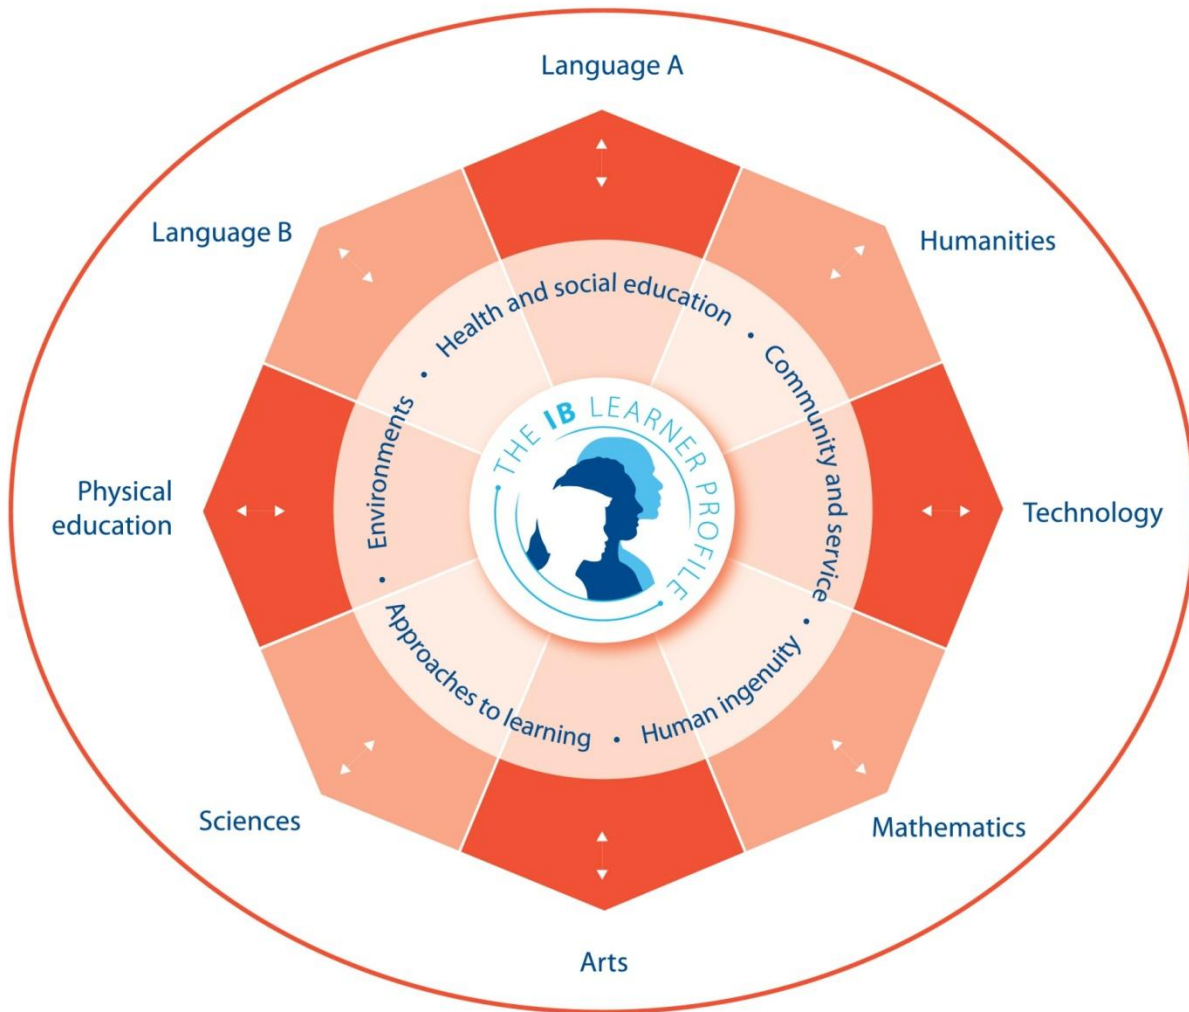 Language A
Language B
Humanities
Health and social education • Community and service • Human ingenuity • Approaches to learning • Environments •
THE IB LEARNER PROFILE
Physical
education
Technology
Sciences
Mathematics
Arts